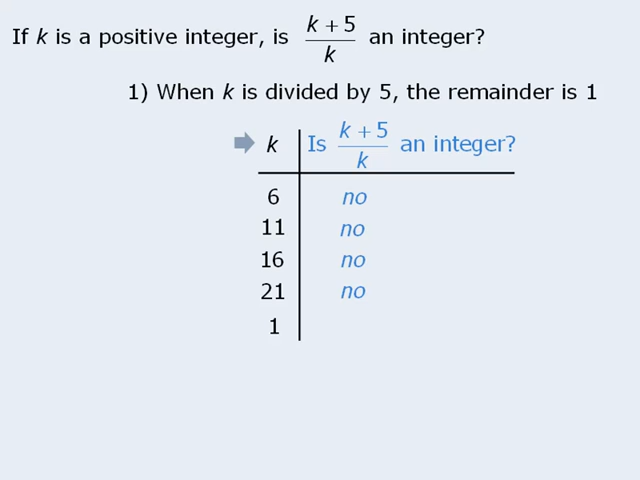 If k is a positive integer, is (k + 5)/k an integer?
1) When k is divided by 5, the remainder is 1
k Is (k + 5)/k an integer?
6 no
11 no
16 no
21 no
1